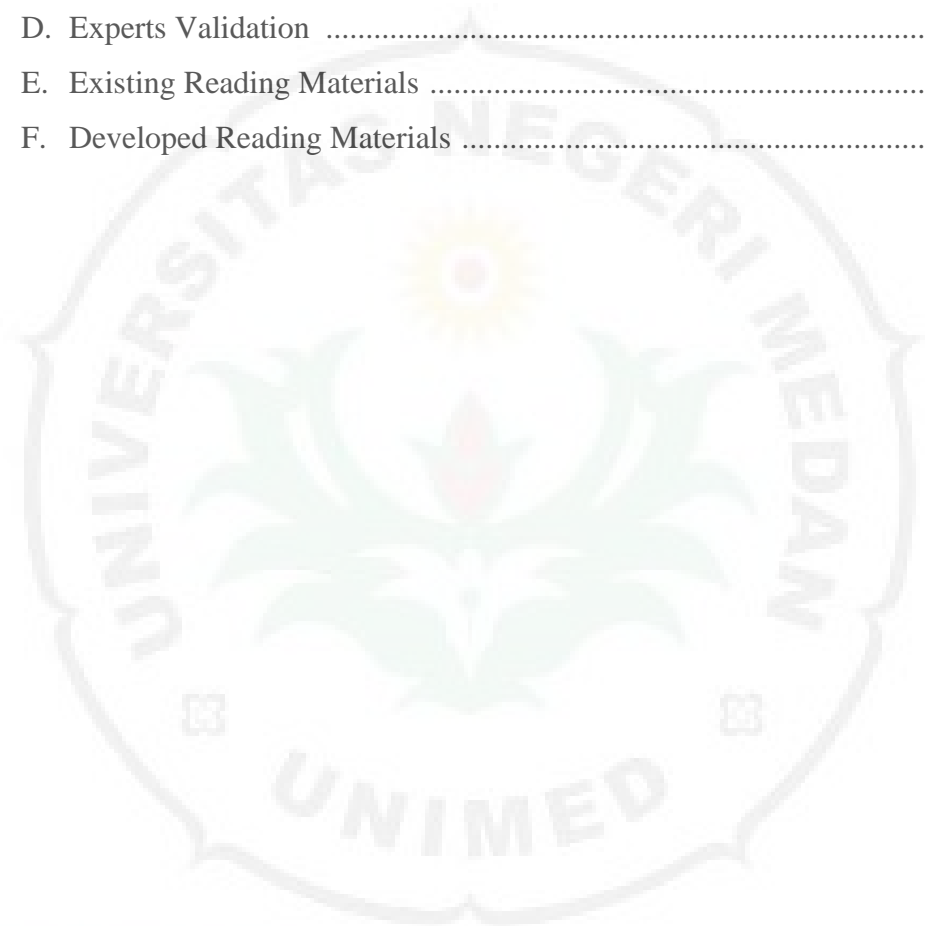 D. Experts Validation ...........................................................................
E. Existing Reading Materials ..............................................................
F. Developed Reading Materials ..........................................................
UNIVERSITAS NEGERI MEDAN
UNIMED